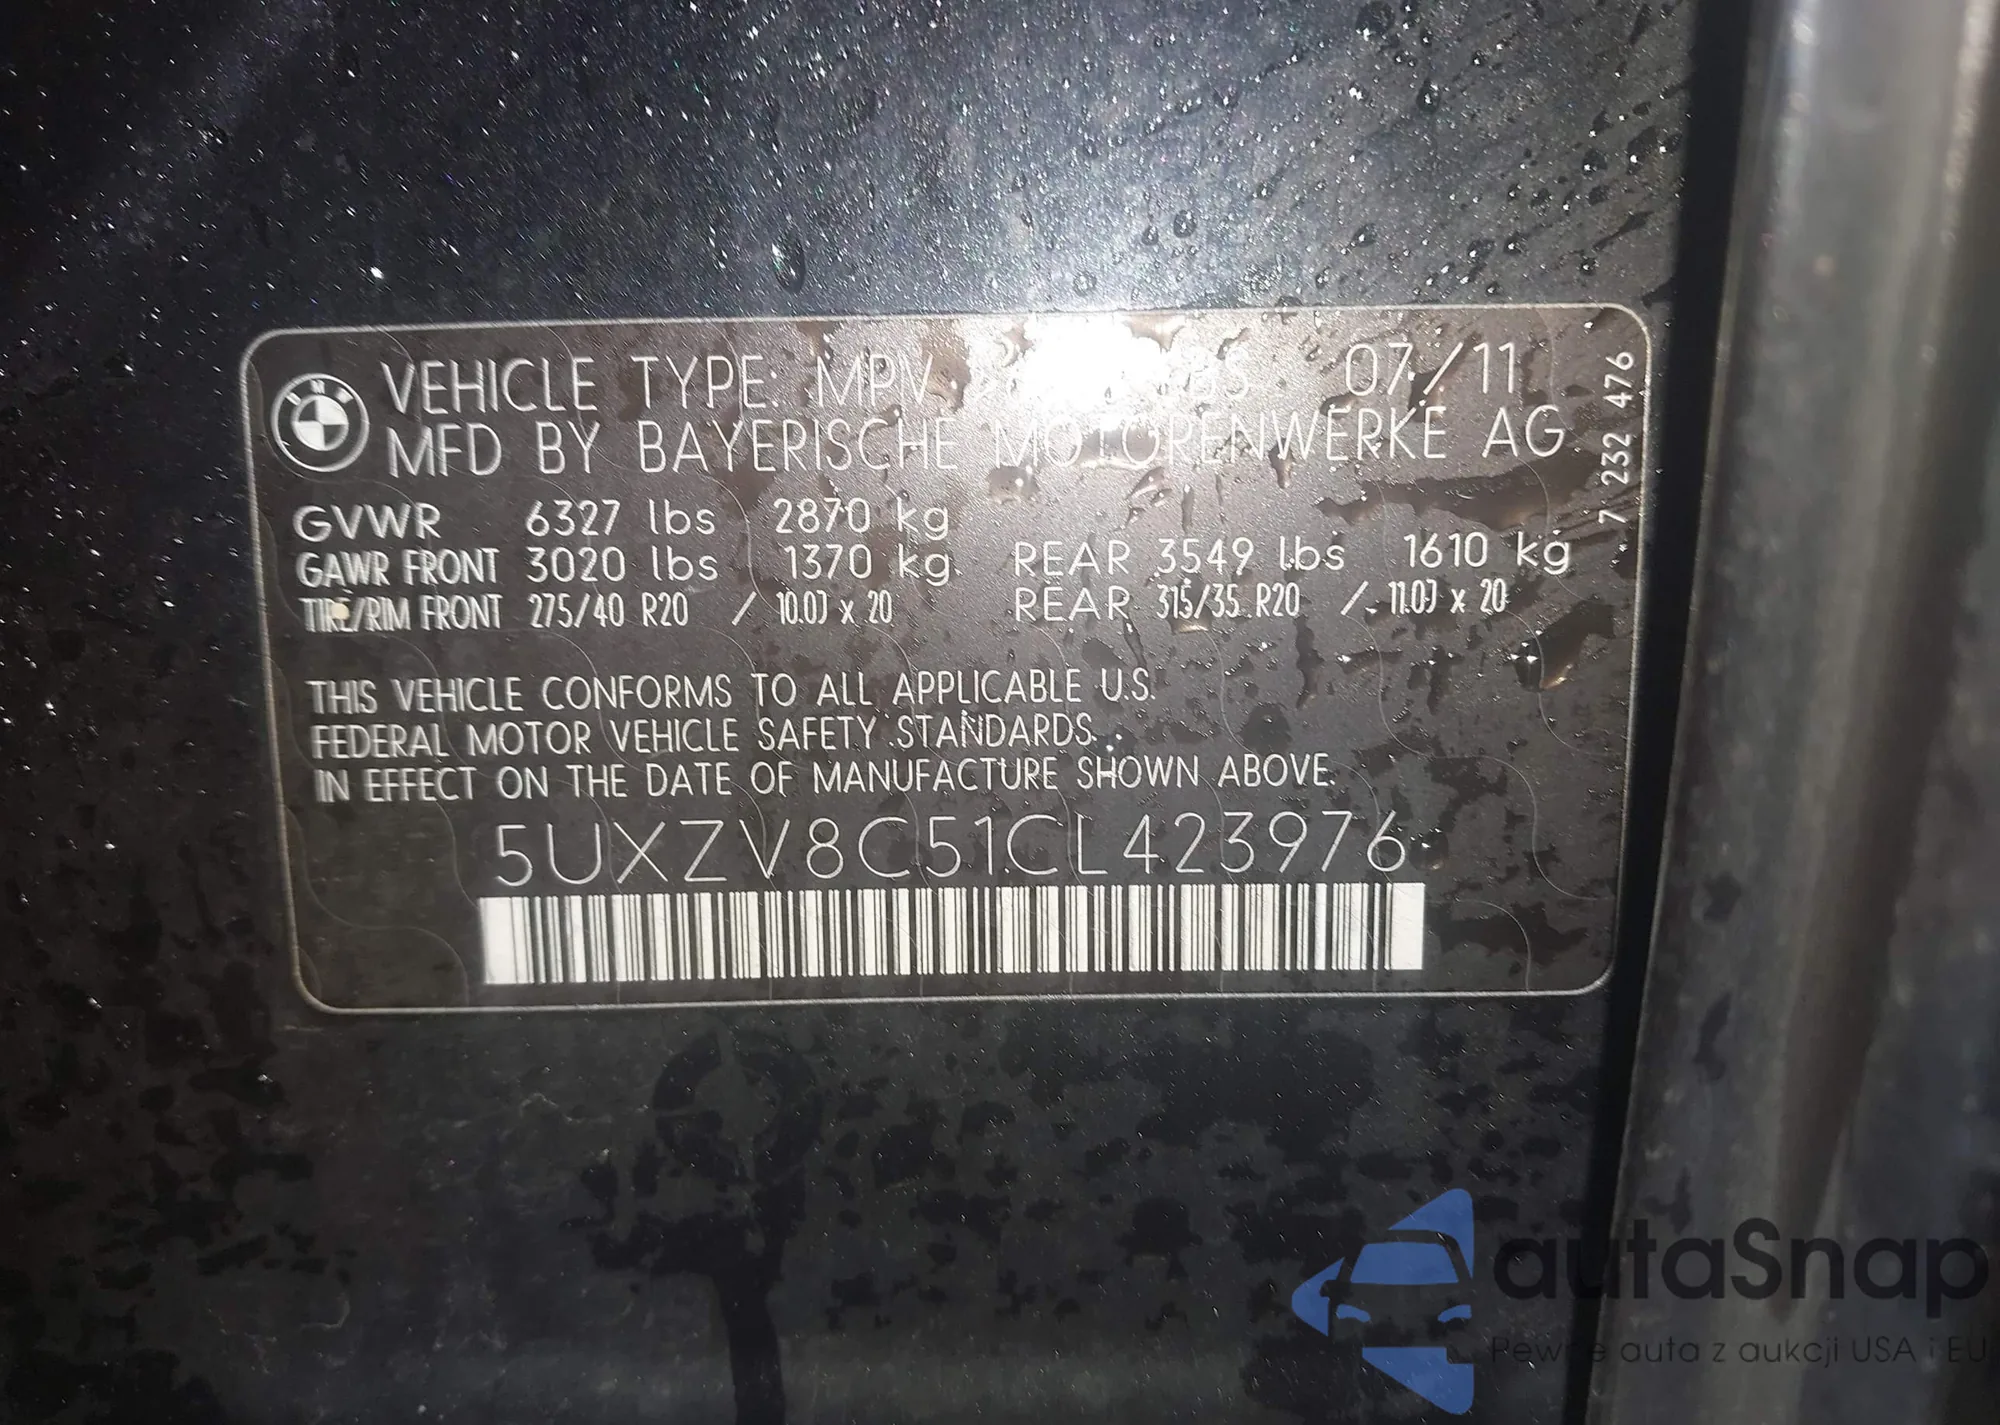 VEHICLE TYPE: MPV 07/11
MFD BY BAYERISCHE MOTORENWERKE AG
7 232 476
GVWR 6327 lbs 2870 kg
GAWR FRONT 3020 lbs 1370 kg REAR 3549 lbs 1610 kg
TIRE/RIM FRONT 275/40 R20 / 10.0J x 20 REAR 315/35 R20 / 11.0J x 20
THIS VEHICLE CONFORMS TO ALL APPLICABLE U.S.
FEDERAL MOTOR VEHICLE SAFETY STANDARDS
IN EFFECT ON THE DATE OF MANUFACTURE SHOWN ABOVE.
5UXZV8C51CL423976
autaSnap
Pewne auta z aukcji USA i EU